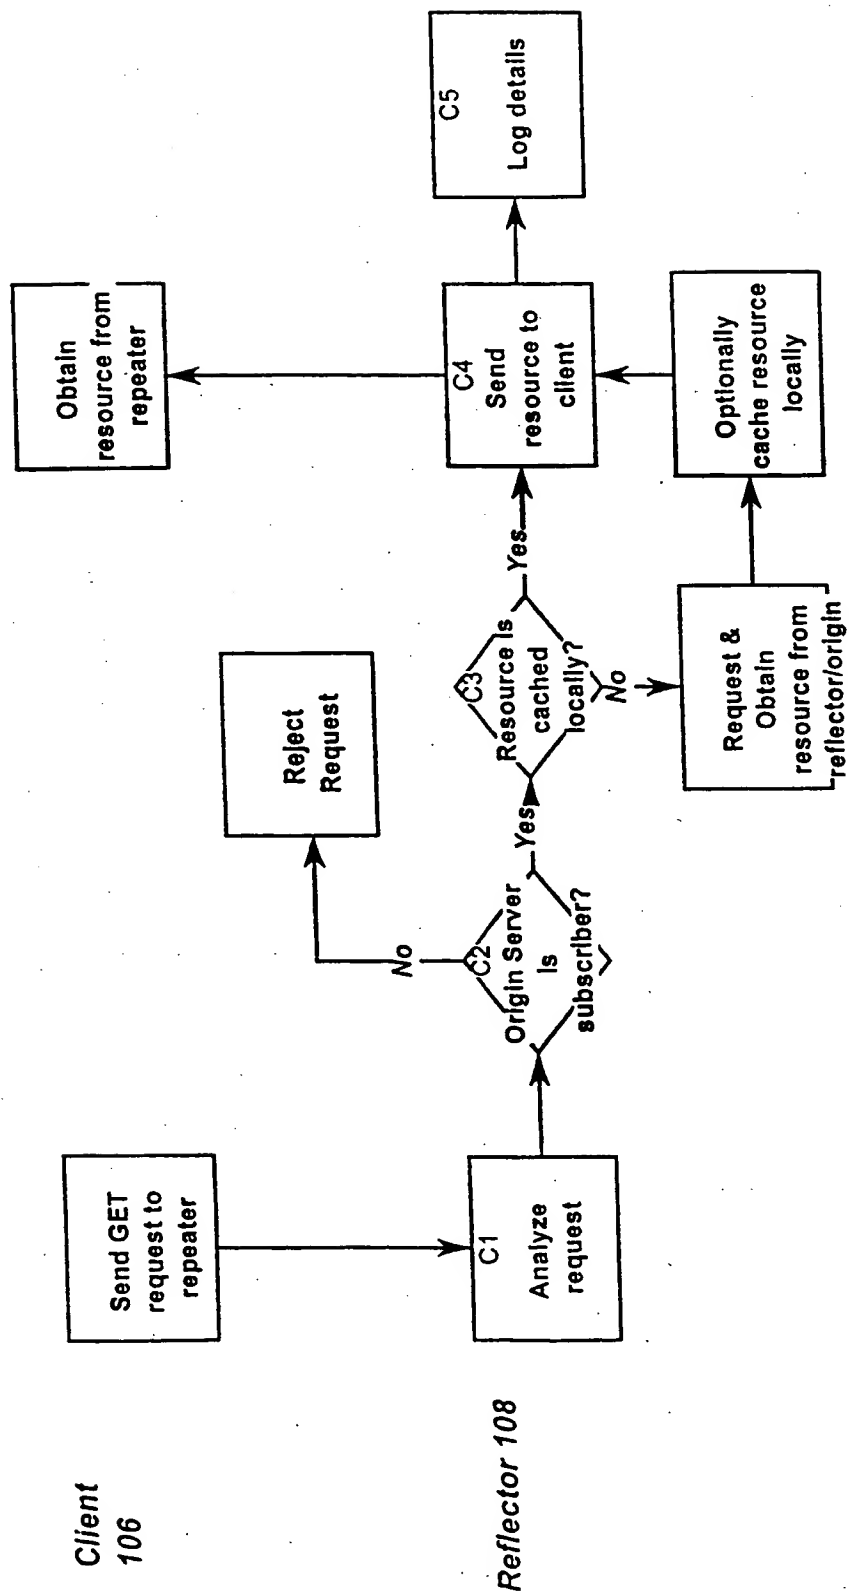 Client
106
Send GET
request to
repeater
Obtain
resource from
repeater
Reject
Request
Reflector 108
C1
Analyze
request
No
C2
Origin Server
is
subscriber?
Yes
C3
Resource is
cached
locally?
Yes
No
C4
Send
resource to
client
C5
Log details
Request &
Obtain
resource from
reflector/origin
Optionally
cache resource
locally